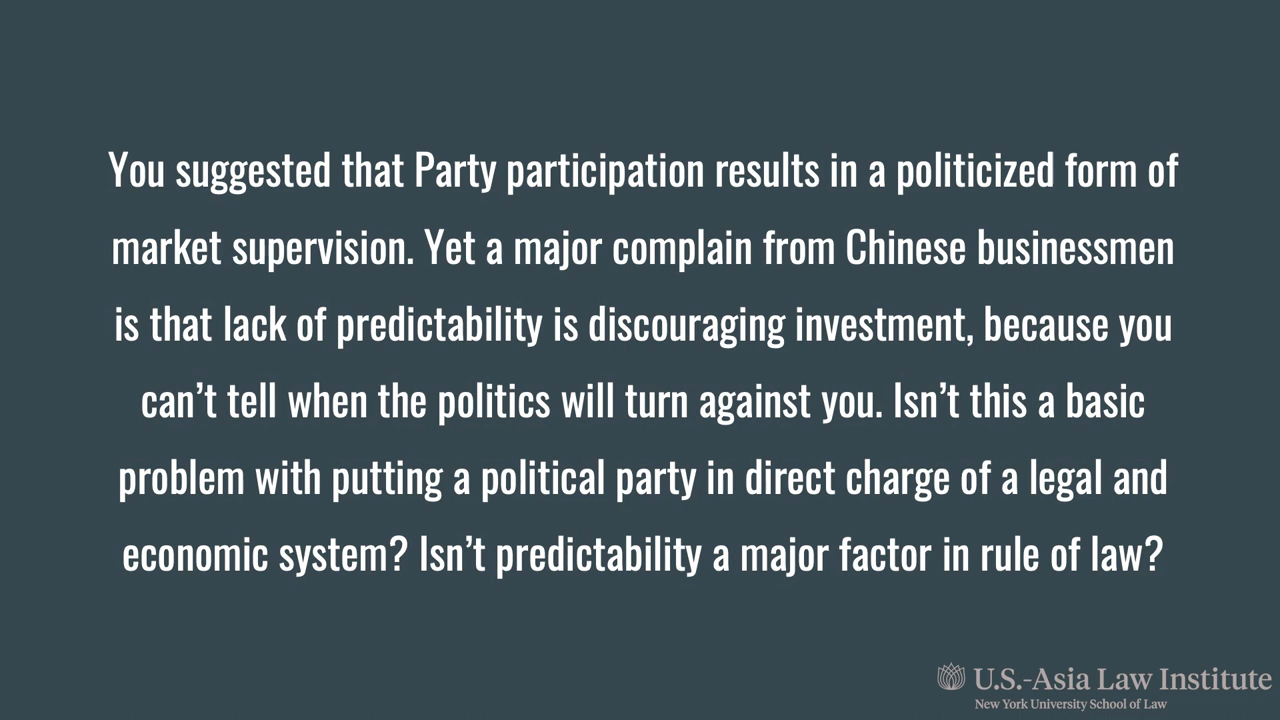 You suggested that Party participation results in a politicized form of
market supervision. Yet a major complain from Chinese businessmen
is that lack of predictability is discouraging investment, because you
can’t tell when the politics will turn against you. Isn’t this a basic
problem with putting a political party in direct charge of a legal and
economic system? Isn’t predictability a major factor in rule of law?
U.S.-Asia Law Institute
New York University School of Law